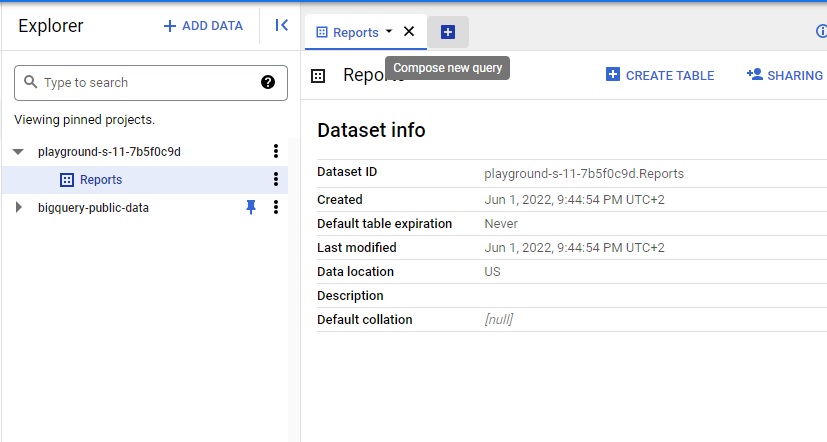 Explorer
+ ADD DATA
Type to search
Viewing pinned projects.
playground-s-11-7b5f0c9d
Reports
bigquery-public-data
Reports
Compose new query
CREATE TABLE
SHARING
Dataset info
Dataset ID playground-s-11-7b5f0c9d.Reports
Created Jun 1, 2022, 9:44:54 PM UTC+2
Default table expiration Never
Last modified Jun 1, 2022, 9:44:54 PM UTC+2
Data location US
Description
Default collation [null]